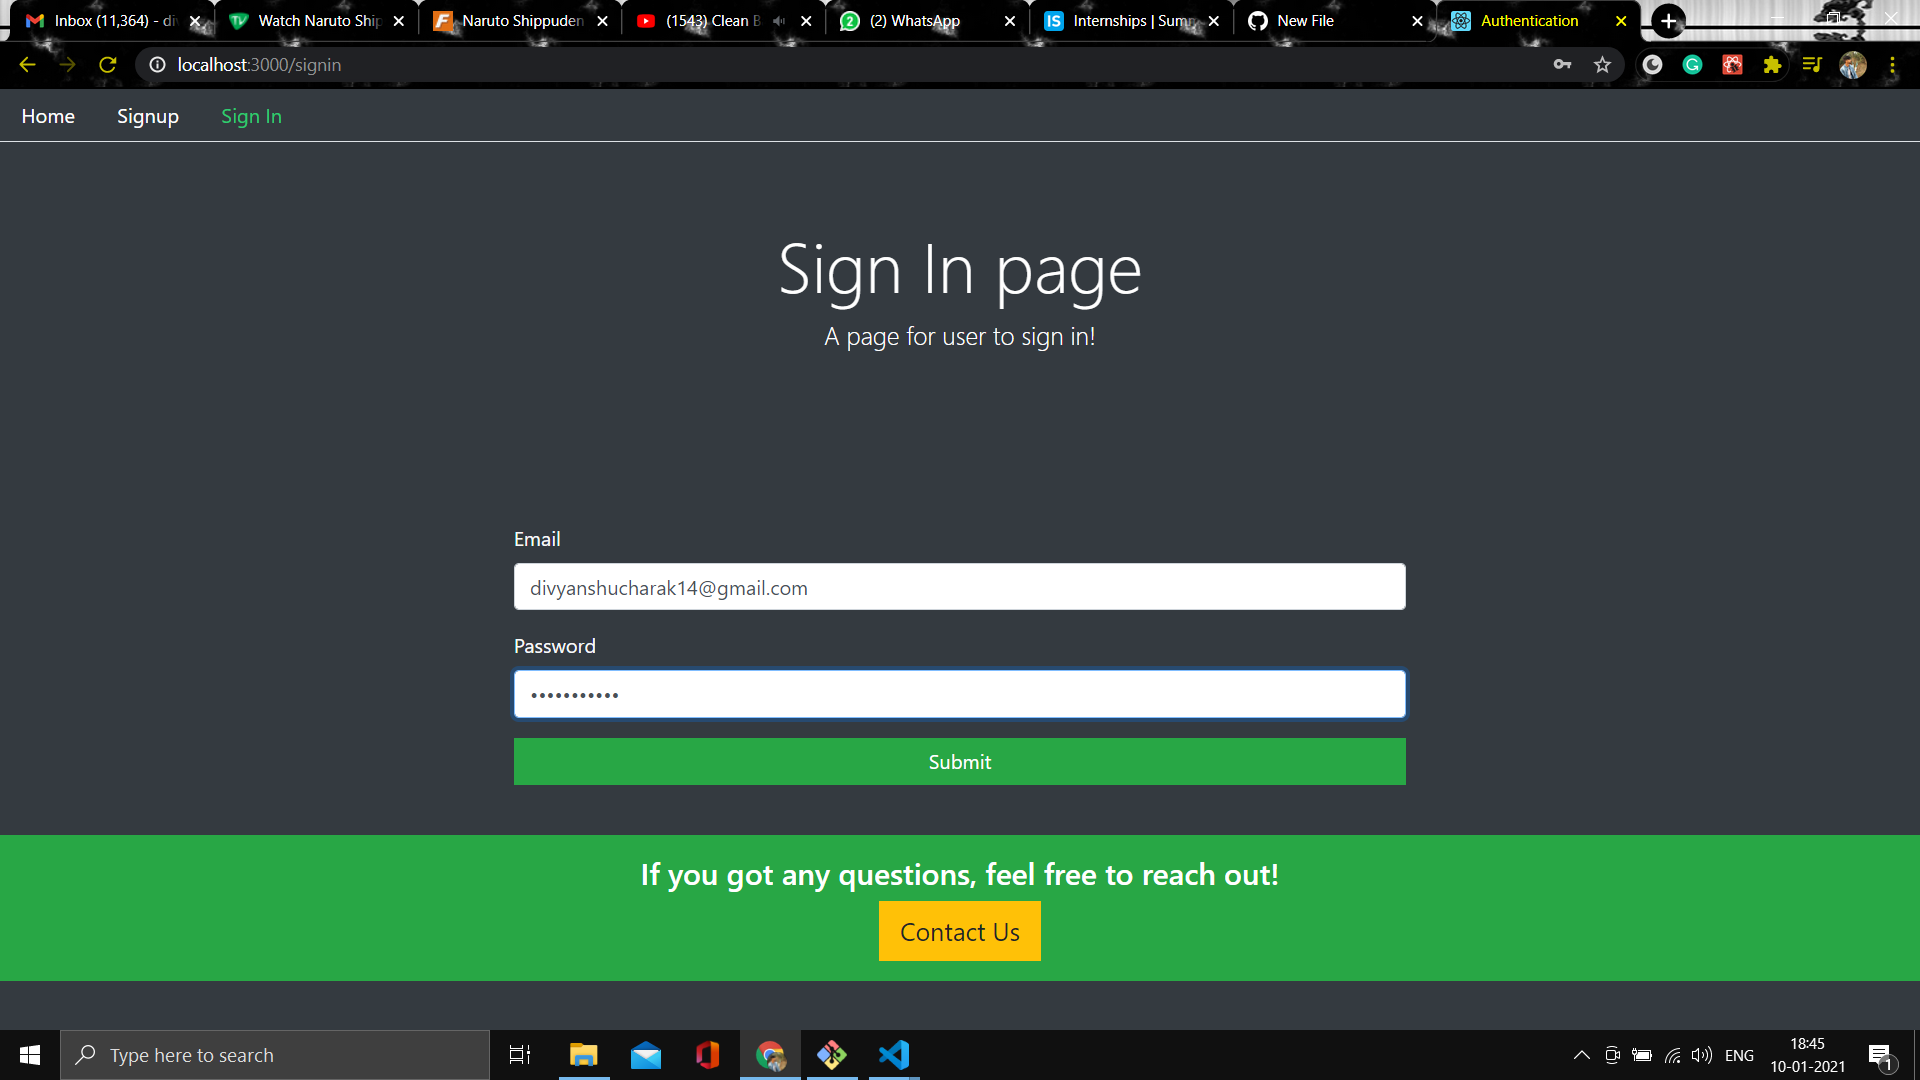 Inbox (11,364) - di
Watch Naruto Ship
Naruto Shippuden
(1543) Clean B
(2) WhatsApp
Internships | Sum
New File
Authentication
localhost:3000/signin
Home
Signup
Sign In
Sign In page
A page for user to sign in!
Email
divyanshucharak14@gmail.com
Password
•••••••••••
Submit
If you got any questions, feel free to reach out!
Contact Us
Type here to search
ENG
18:45
10-01-2021
1